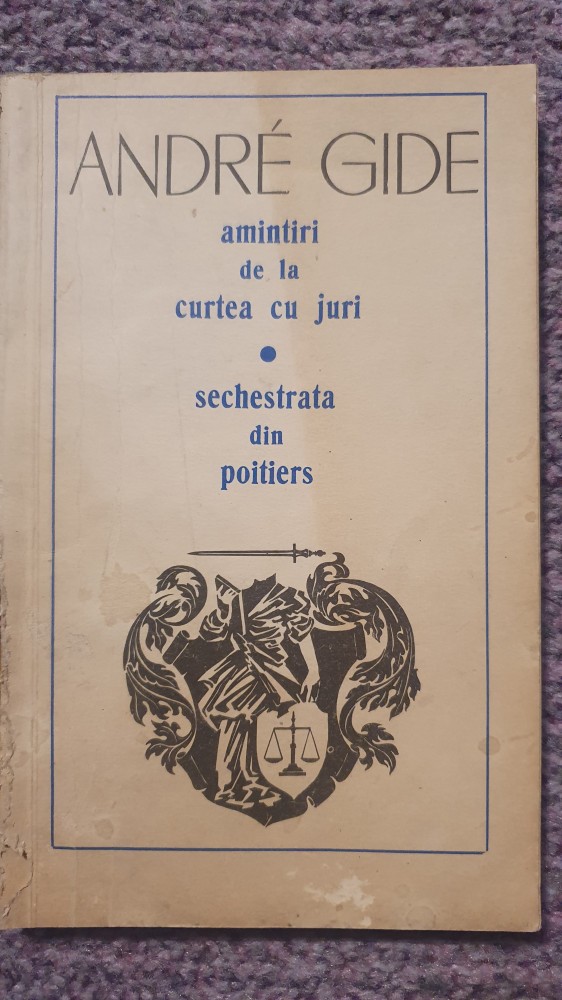 ANDRÉ GIDE
amintiri
de la
curtea cu juri
●
sechestrata
din
poitiers